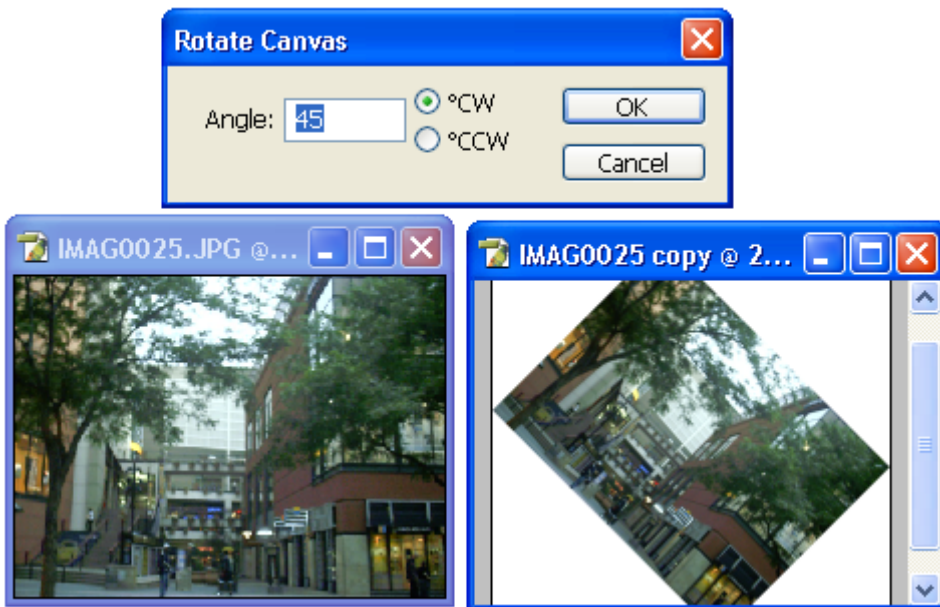 Rotate Canvas
Angle: 45
°CW
°CCW
OK
Cancel
IMAG0025.JPG @...
IMAG0025 copy @ 2...